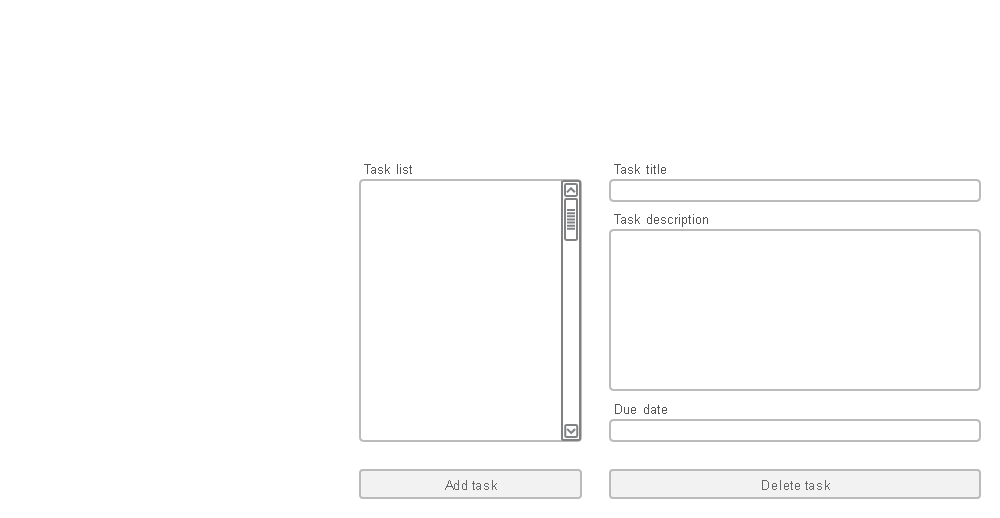 Task list
Task title
Task description
Due date
Add task
Delete task